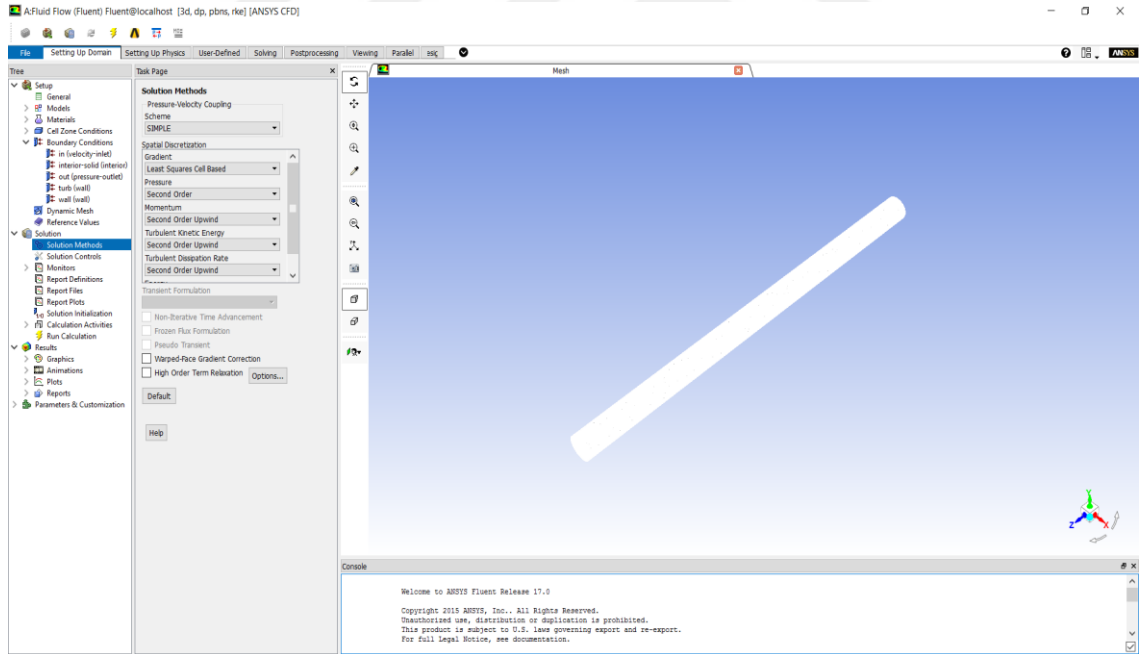 A:Fluid Flow (Fluent) Fluent@localhost [3d, dp, pbns, rke] [ANSYS CFD]
File Setting Up Domain Setting Up Physics User-Defined Solving Postprocessing Viewing Parallel ANSYS
Tree
Setup
General
Models
Materials
Cell Zone Conditions
Boundary Conditions
in (velocity-inlet)
interior-solid (interior)
out (pressure-outlet)
turb (wall)
wall (wall)
Dynamic Mesh
Reference Values
Solution
Solution Methods
Solution Controls
Monitors
Report Definitions
Report Files
Report Plots
Solution Initialization
Calculation Activities
Run Calculation
Results
Graphics
Animations
Plots
Reports
Parameters & Customization
Task Page
Solution Methods
Pressure-Velocity Coupling
Scheme
SIMPLE
Spatial Discretization
Gradient
Least Squares Cell Based
Pressure
Second Order
Momentum
Second Order Upwind
Turbulent Kinetic Energy
Second Order Upwind
Turbulent Dissipation Rate
Second Order Upwind
Transient Formulation
Non-Iterative Time Advancement
Frozen Flux Formulation
Pseudo Transient
Warped-Face Gradient Correction
High Order Term Relaxation Options...
Default
Help
Mesh
Y
Z X
Console
Welcome to ANSYS Fluent Release 17.0
Copyright 2015 ANSYS, Inc.. All Rights Reserved.
Unauthorized use, distribution or duplication is prohibited.
This product is subject to U.S. laws governing export and re-export.
For full Legal Notice, see documentation.